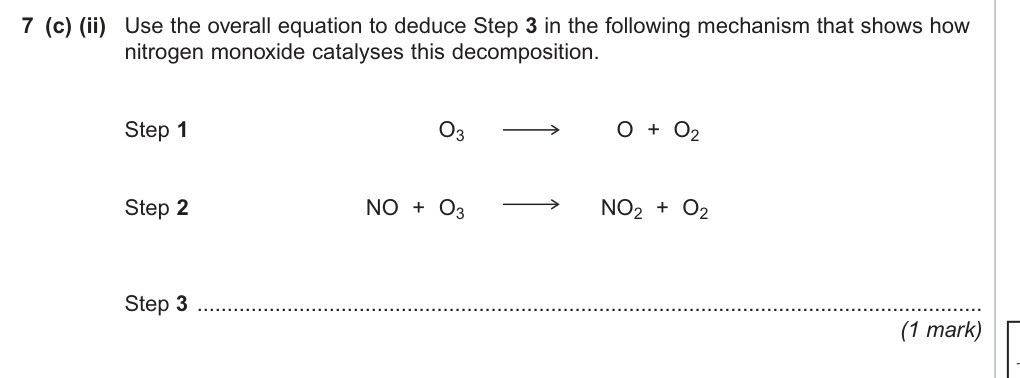 7 (c) (ii) Use the overall equation to deduce Step 3 in the following mechanism that shows how
nitrogen monoxide catalyses this decomposition.
Step 1 O₃ ⟶ O + O₂
Step 2 NO + O₃ ⟶ NO₂ + O₂
Step 3 ....................................................................................................
(1 mark)